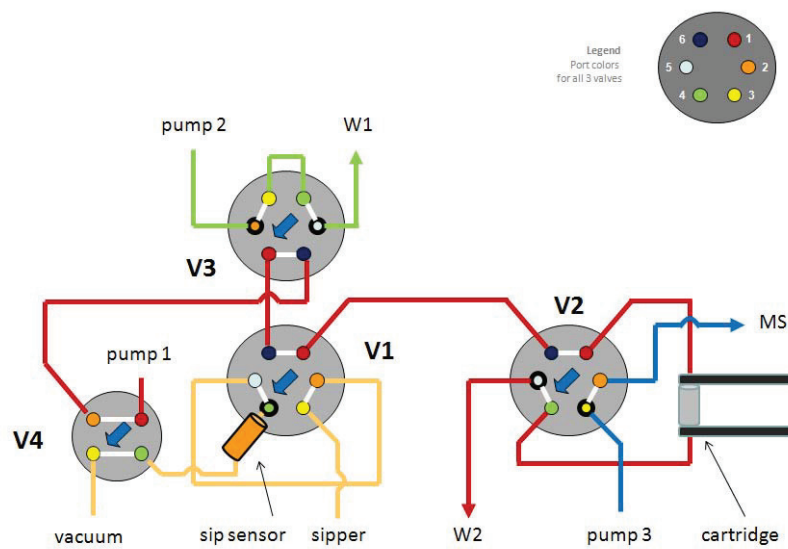 Legend
Port colors
for all 3 valves
6
1
5
2
4
3
pump 2
W1
V3
V2
MS
V1
pump 1
V4
vacuum
sip sensor
sipper
W2
pump 3
cartridge